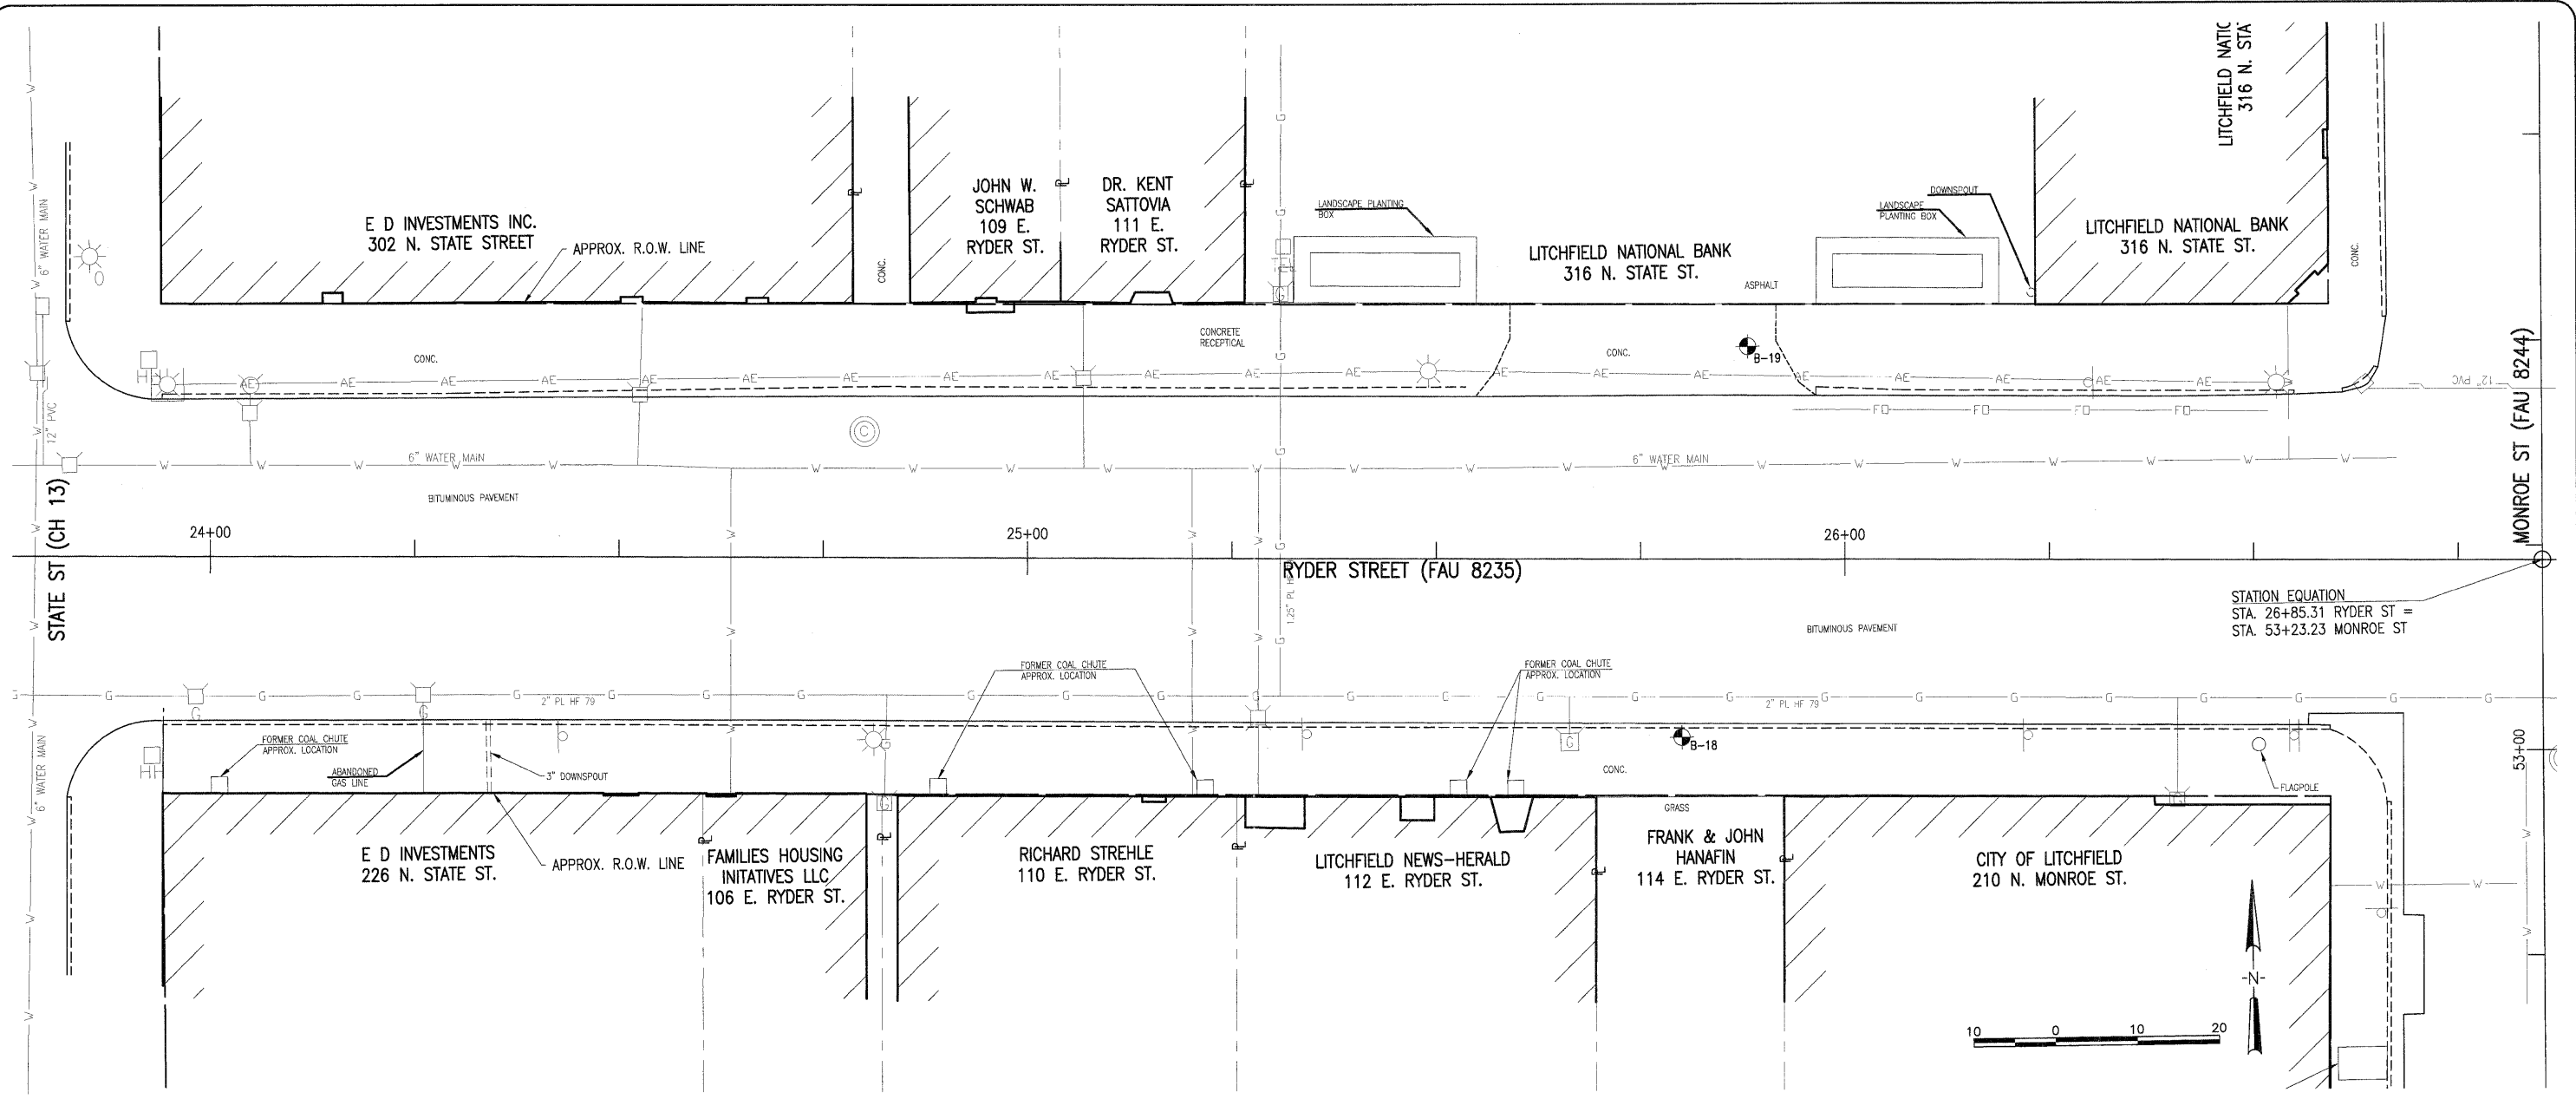 LITCHFIELD NATIC
316 N. STA
6" WATER MAIN
E D INVESTMENTS INC.
302 N. STATE STREET
APPROX. R.O.W. LINE
CONC.
JOHN W.
SCHWAB
109 E.
RYDER ST.
DR. KENT
SATTOVIA
111 E.
RYDER ST.
LANDSCAPE PLANTING
BOX
LITCHFIELD NATIONAL BANK
316 N. STATE ST.
ASPHALT
LANDSCAPE
PLANTING BOX
DOWNSPOUT
LITCHFIELD NATIONAL BANK
316 N. STATE ST.
CONC.
CONC.
CONCRETE
RECEPTICAL
CONC.
B-19
12" PVC
12" PVC
6" WATER MAIN
6" WATER MAIN
BITUMINOUS PAVEMENT
STATE ST (CH 13)
MONROE ST (FAU 8244)
24+00
25+00
26+00
RYDER STREET (FAU 8235)
1.25" PL HF
BITUMINOUS PAVEMENT
STATION EQUATION
STA. 26+85.31 RYDER ST =
STA. 53+23.23 MONROE ST
2" PL HF 79
2" PL HF 79
FORMER COAL CHUTE
APPROX. LOCATION
FORMER COAL CHUTE
APPROX. LOCATION
FORMER COAL CHUTE
APPROX. LOCATION
ABANDONED
GAS LINE
3" DOWNSPOUT
B-18
CONC.
53+00
FLAGPOLE
6" WATER MAIN
GRASS
E D INVESTMENTS
226 N. STATE ST.
APPROX. R.O.W. LINE
FAMILIES HOUSING
INITATIVES LLC
106 E. RYDER ST.
RICHARD STREHLE
110 E. RYDER ST.
LITCHFIELD NEWS-HERALD
112 E. RYDER ST.
FRANK & JOHN
HANAFIN
114 E. RYDER ST.
CITY OF LITCHFIELD
210 N. MONROE ST.
-N-
10 0 10 20